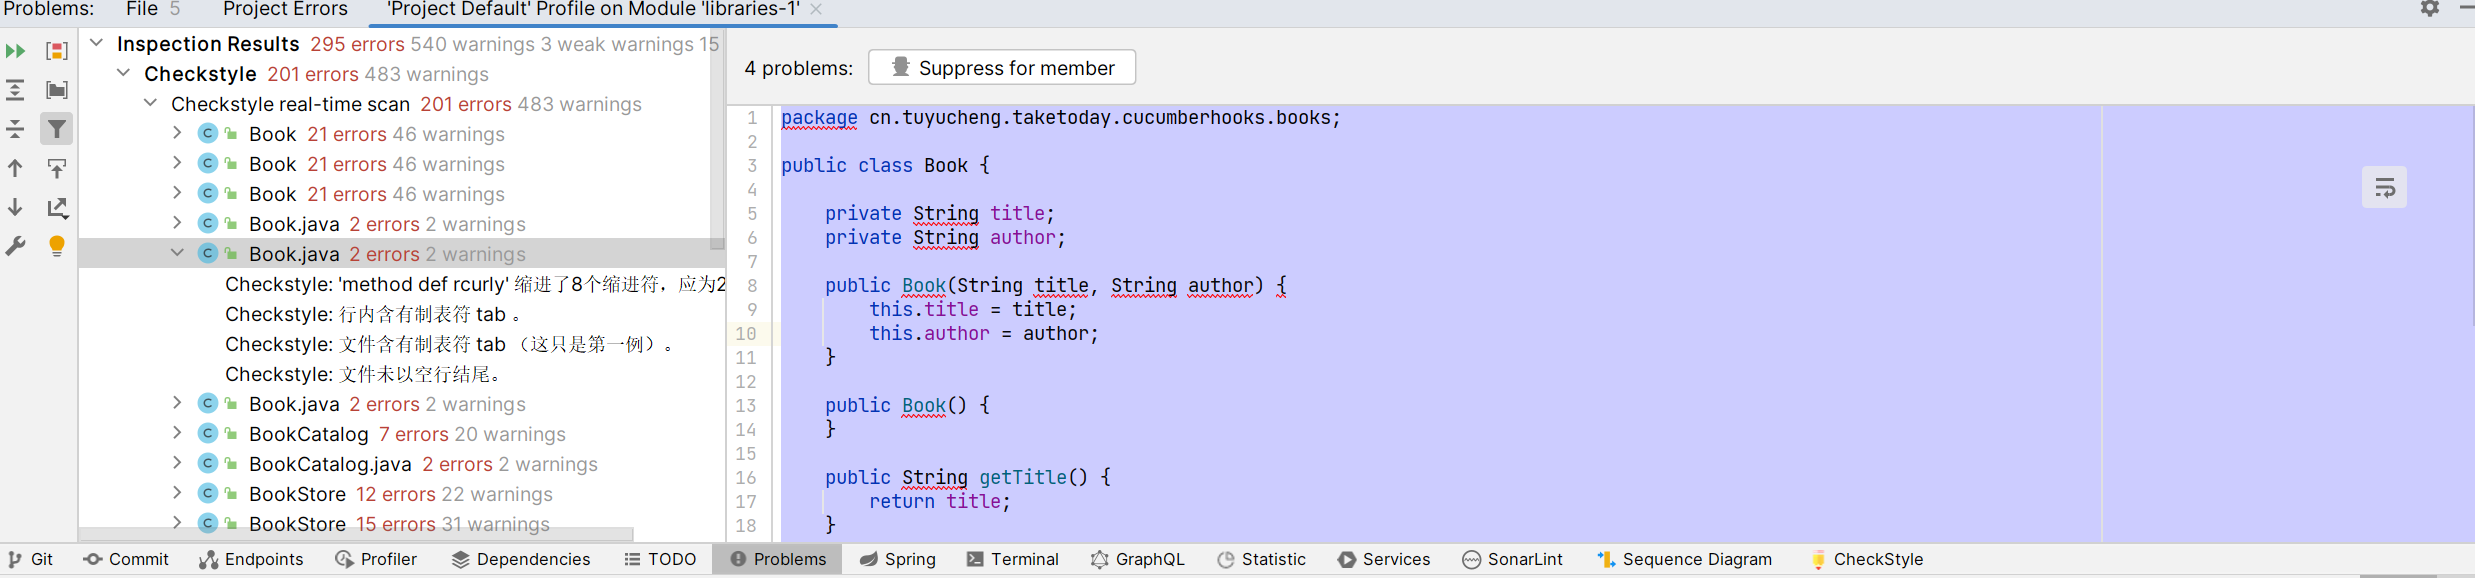 Problems: File 5 Project Errors 'Project Default' Profile on Module 'libraries-1'
Inspection Results 295 errors 540 warnings 3 weak warnings 15
Checkstyle 201 errors 483 warnings
Checkstyle real-time scan 201 errors 483 warnings
Book 21 errors 46 warnings
Book 21 errors 46 warnings
Book 21 errors 46 warnings
Book.java 2 errors 2 warnings
Book.java 2 errors 2 warnings
Checkstyle: 'method def rcurly' 缩进了8个缩进符，应为2
Checkstyle: 行内含有制表符 tab 。
Checkstyle: 文件含有制表符 tab （这只是第一例）。
Checkstyle: 文件未以空行结尾。
Book.java 2 errors 2 warnings
BookCatalog 7 errors 20 warnings
BookCatalog.java 2 errors 2 warnings
BookStore 12 errors 22 warnings
BookStore 15 errors 31 warnings
4 problems: Suppress for member
1 package cn.tuyucheng.taketoday.cucumberhooks.books;
2
3 public class Book {
4
5 private String title;
6 private String author;
7
8 public Book(String title, String author) {
9 this.title = title;
10 this.author = author;
11 }
12
13 public Book() {
14 }
15
16 public String getTitle() {
17 return title;
18 }
Git Commit Endpoints Profiler Dependencies TODO Problems Spring Terminal GraphQL Statistic Services SonarLint Sequence Diagram CheckStyle